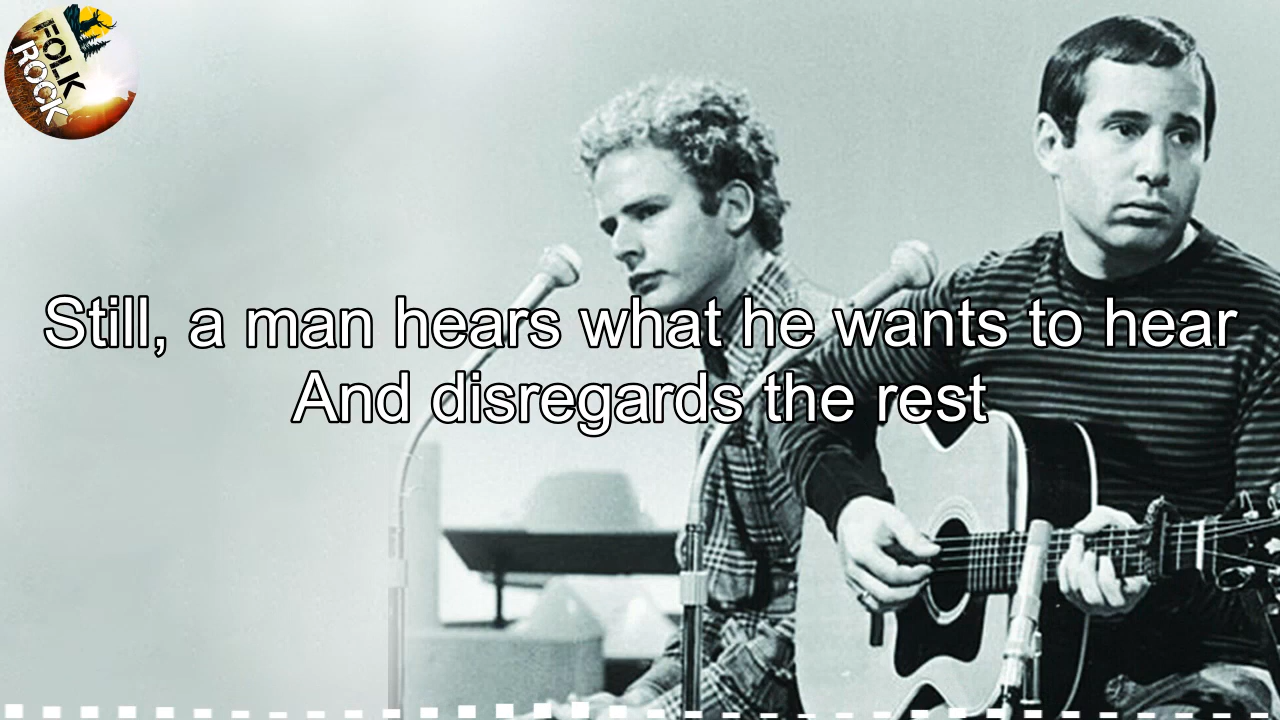 FOLK
ROCK
Still, a man hears what he wants to hear
And disregards the rest